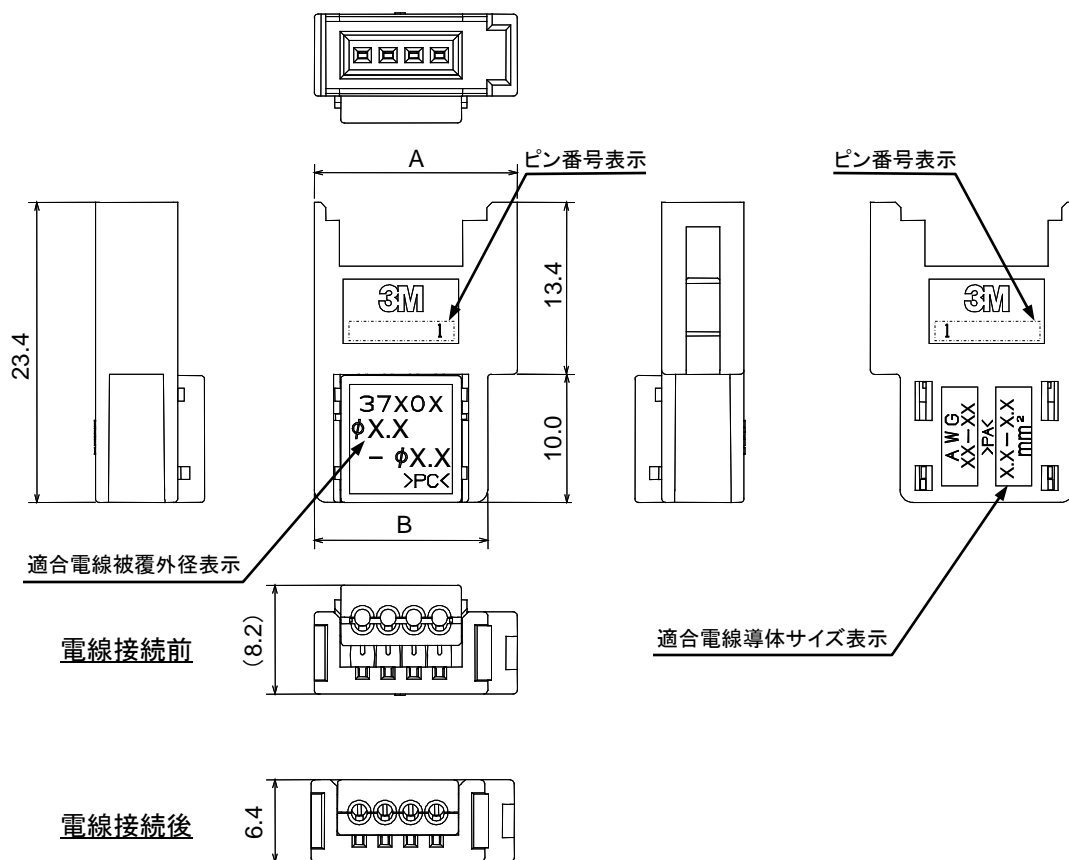 A
ピン番号表示
ピン番号表示
23.4
13.4
10.0
3M
1
3M
1
37X0X
φX.X
- φX.X
>PC<
AWG
XX-XX
>PA<
X.X-X.X
mm²
B
適合電線被覆外径表示
適合電線導体サイズ表示
電線接続前
(8.2)
電線接続後
6.4